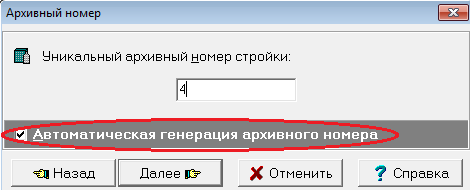 Архивный номер
Уникальный архивный номер стройки:
4
Автоматическая генерация архивного номера
Назад Далее Отменить ? Справка